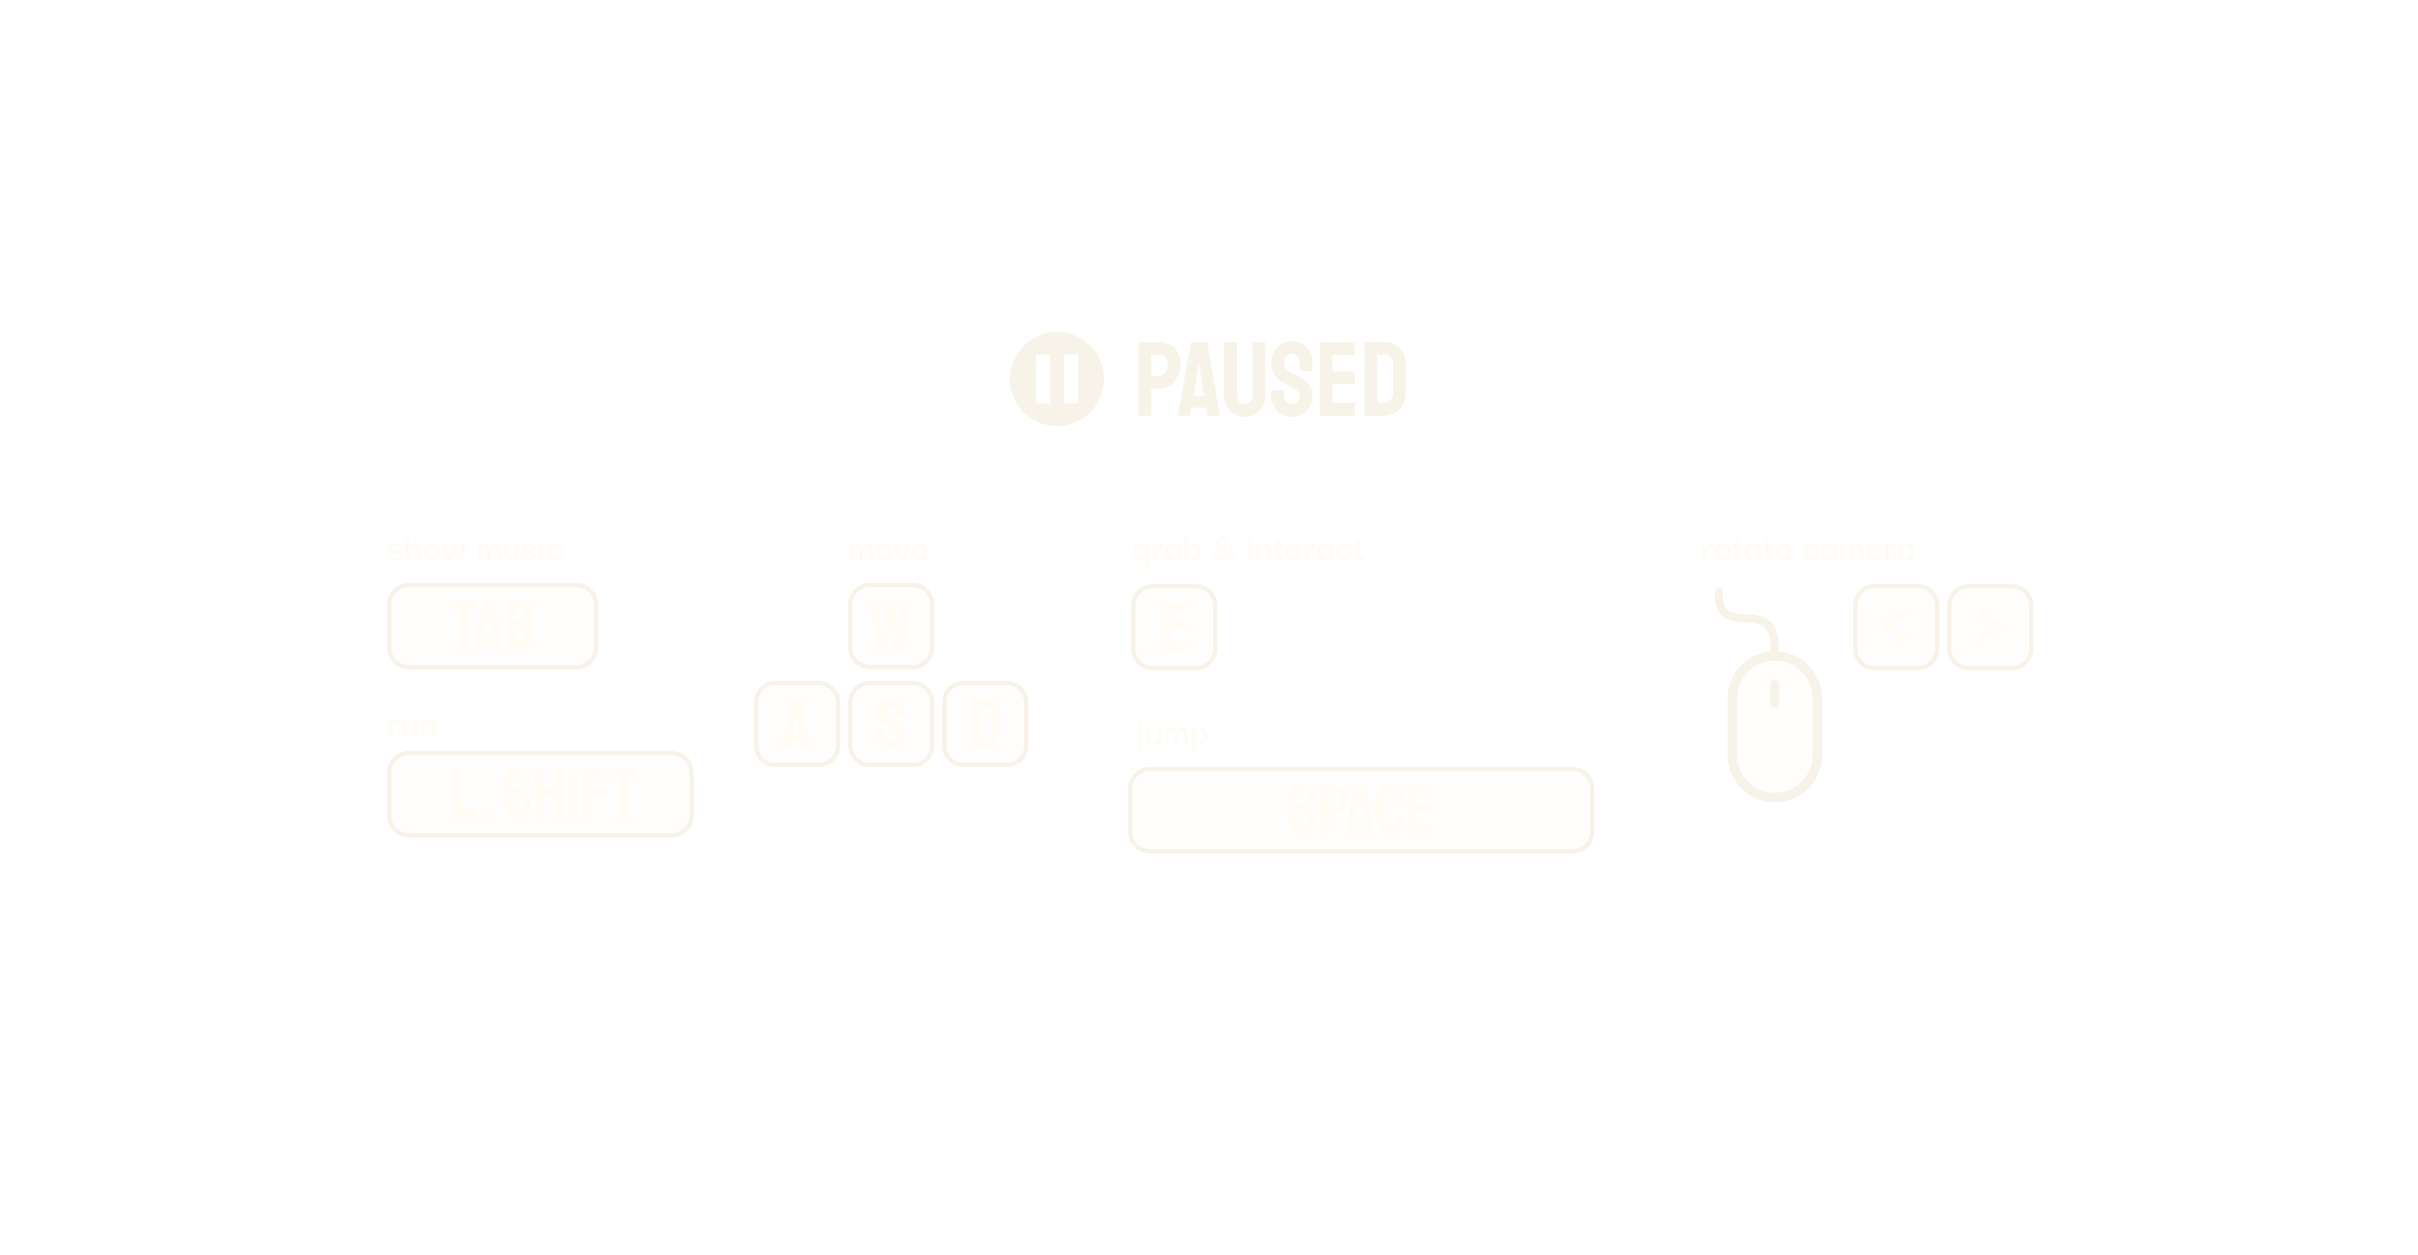 PAUSED
show music
TAB
run
L. SHIFT
move
W
A S D
grab & interact
E
jump
SPACE
rotate camera
< >